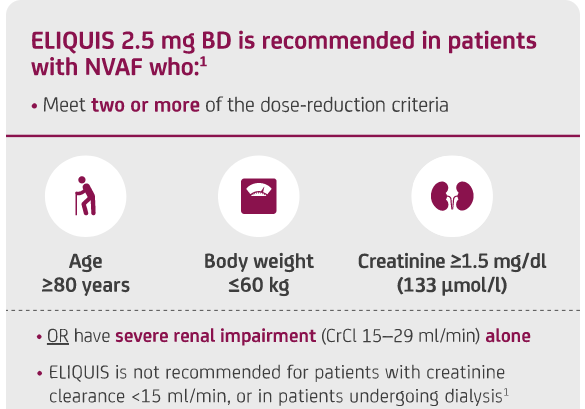 ELIQUIS 2.5 mg BD is recommended in patients
with NVAF who:¹
• Meet two or more of the dose-reduction criteria
Age
≥80 years
Body weight
≤60 kg
Creatinine ≥1.5 mg/dl
(133 µmol/l)
• OR have severe renal impairment (CrCl 15–29 ml/min) alone
• ELIQUIS is not recommended for patients with creatinine
clearance <15 ml/min, or in patients undergoing dialysis¹